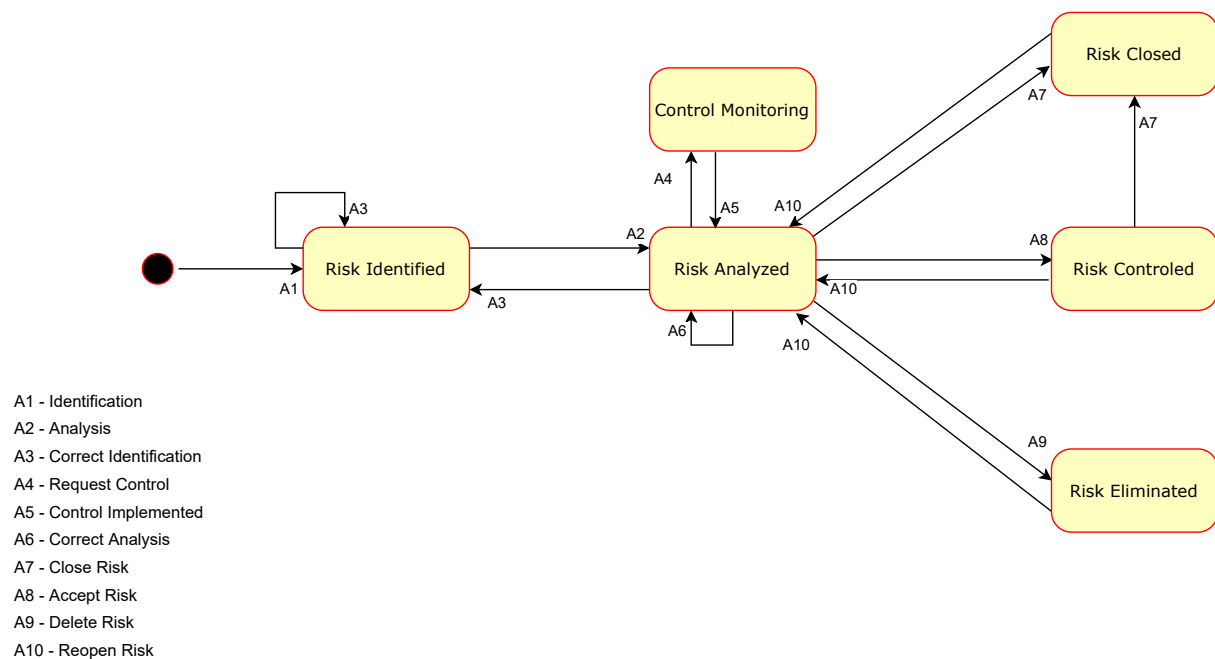 Risk Closed
Control Monitoring
A7
A7
A4
A10
A5
A3
A2
A8
Risk Identified
Risk Analyzed
Risk Controled
A1
A3
A10
A6
A10
A9
Risk Eliminated
A1 - Identification
A2 - Analysis
A3 - Correct Identification
A4 - Request Control
A5 - Control Implemented
A6 - Correct Analysis
A7 - Close Risk
A8 - Accept Risk
A9 - Delete Risk
A10 - Reopen Risk